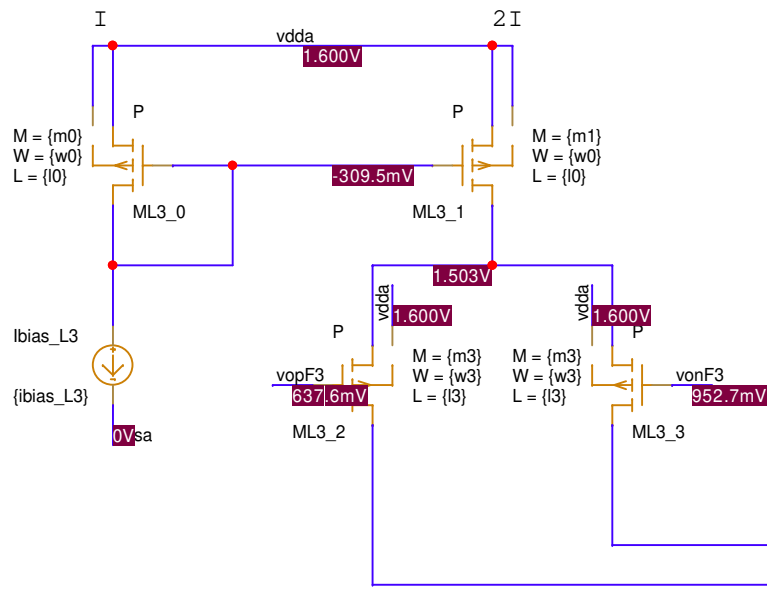 I
2I
vdda
1.600V
P
P
M = {m0}
W = {w0}
L = {l0}
M = {m1}
W = {w0}
L = {l0}
-309.5mV
ML3_0
ML3_1
1.503V
vdda
vdda
1.600V
1.600V
Ibias_L3
{ibias_L3}
P
P
M = {m3}
W = {w3}
L = {l3}
M = {m3}
W = {w3}
L = {l3}
vopF3
637.6mV
vonF3
952.7mV
ML3_2
ML3_3
0Vsa